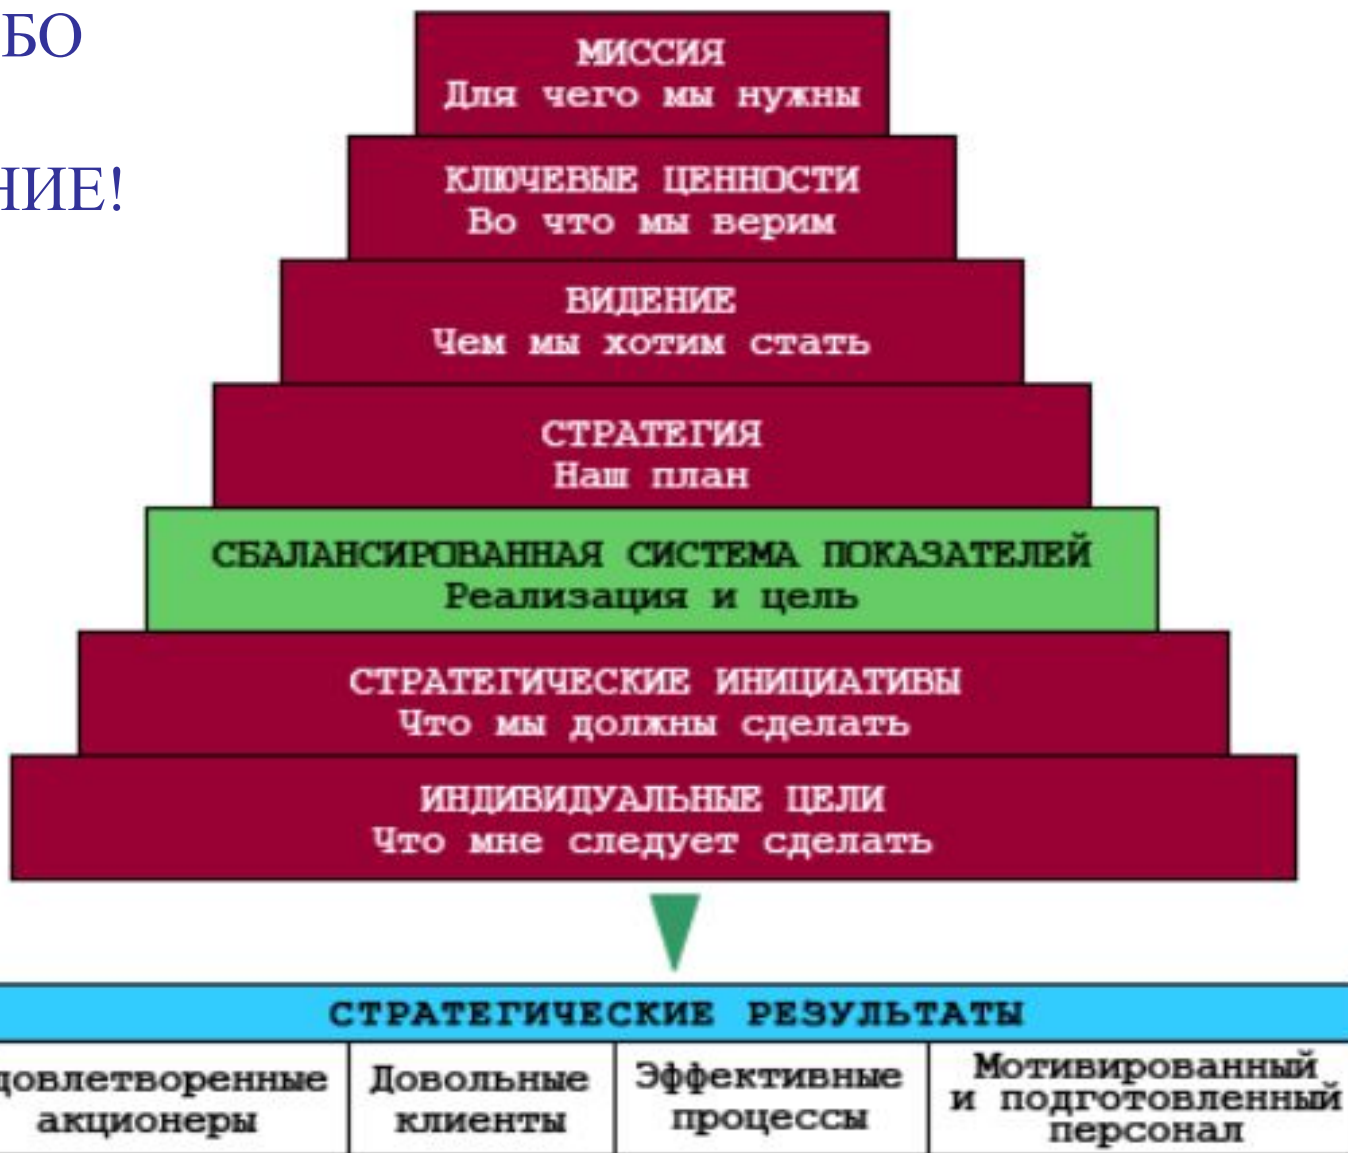 БО
НИЕ!
МИССИЯ
Для чего мы нужны
КЛЮЧЕВЫЕ ЦЕННОСТИ
Во что мы верим
ВИДЕНИЕ
Чем мы хотим стать
СТРАТЕГИЯ
Наш план
СБАЛАНСИРОВАННАЯ СИСТЕМА ПОКАЗАТЕЛЕЙ
Реализация и цель
СТРАТЕГИЧЕСКИЕ ИНИЦИАТИВЫ
Что мы должны сделать
ИНДИВИДУАЛЬНЫЕ ЦЕЛИ
Что мне следует сделать
СТРАТЕГИЧЕСКИЕ РЕЗУЛЬТАТЫ
довлетворенные
акционеры
Довольные
клиенты
Эффективные
процессы
Мотивированный
и подготовленный
персонал